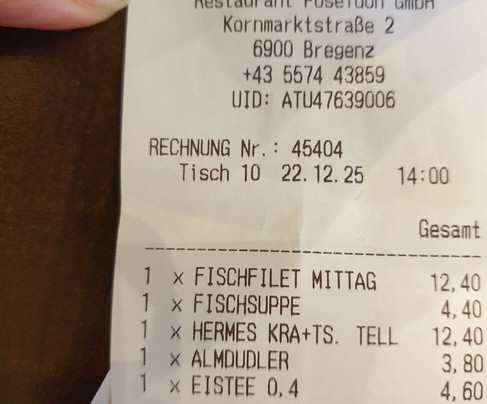 Restaurant Poseidon GmbH
Kornmarktstraße 2
6900 Bregenz
+43 5574 43859
UID: ATU47639006
RECHNUNG Nr.: 45404
Tisch 10 22.12.25 14:00
Gesamt
1 x FISCHFILET MITTAG 12,40
1 x FISCHSUPPE 4,40
1 x HERMES KRA+TS. TELL 12,40
1 x ALMDUDLER 3,80
1 x EISTEE 0,4 4,60